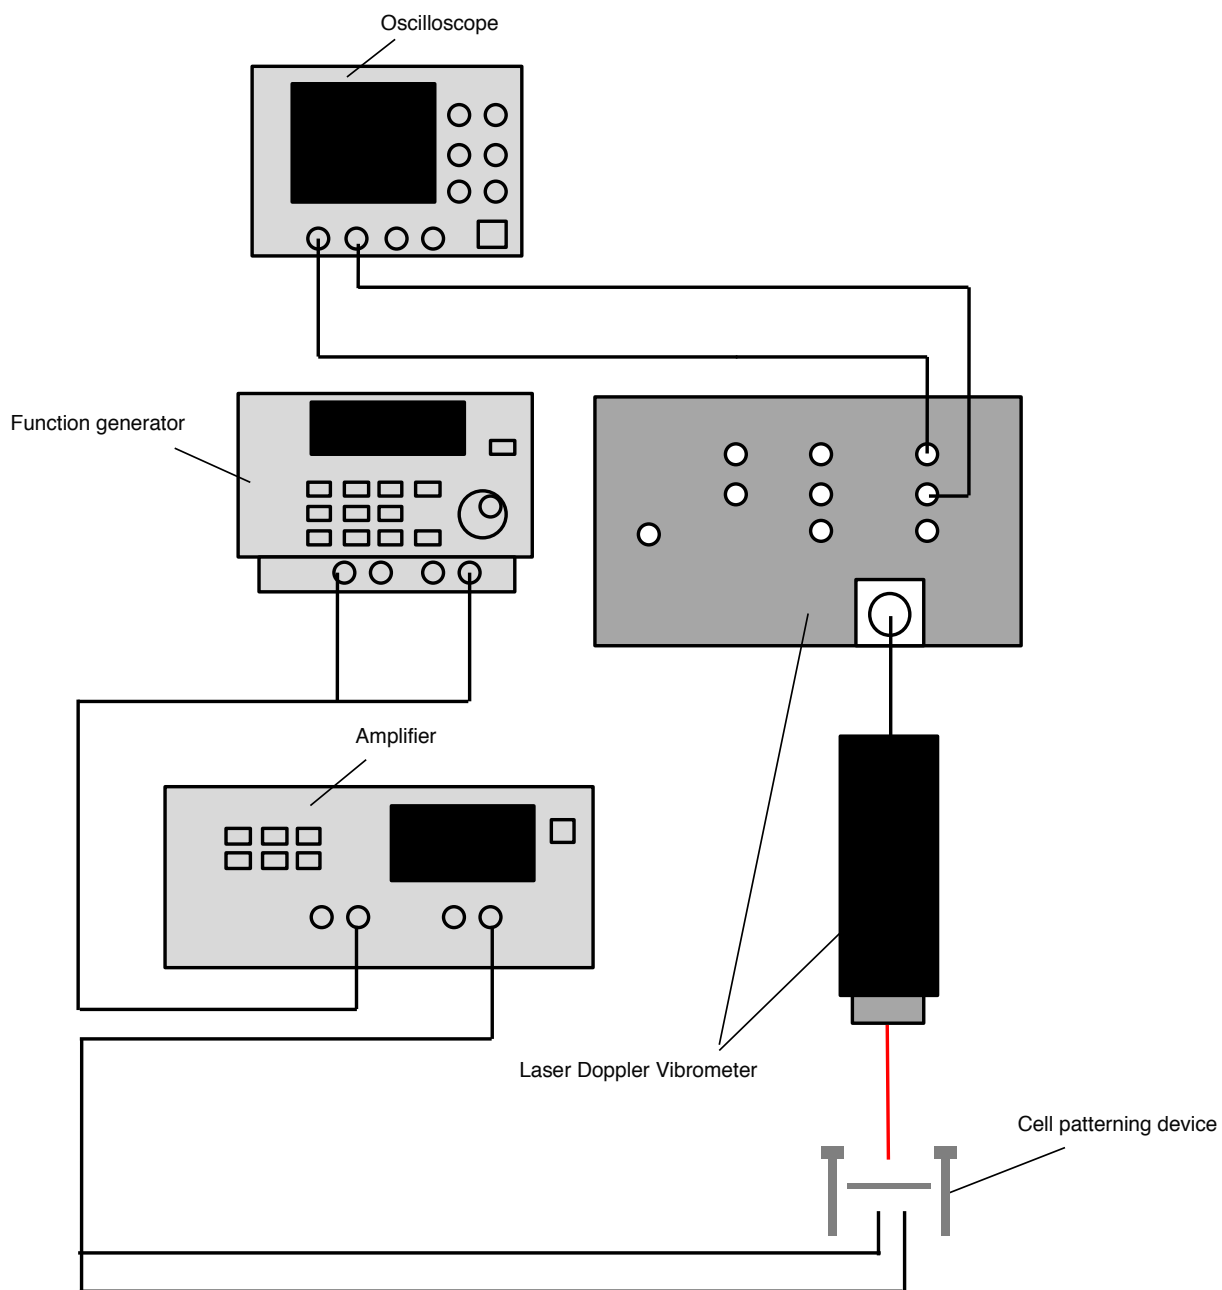 Oscilloscope
Function generator
Amplifier
Laser Doppler Vibrometer
Cell patterning device